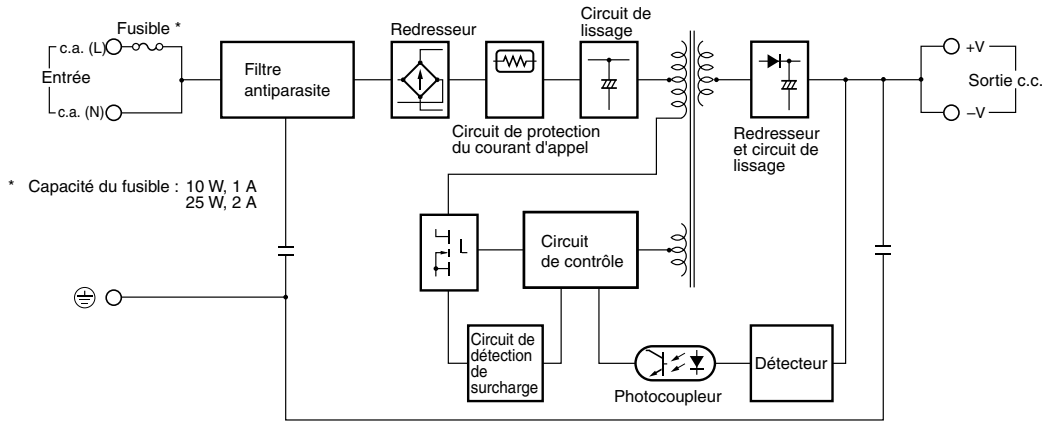 Fusible *
c.a. (L)
Entrée
c.a. (N)
Filtre
antiparasite
Redresseur
Circuit de protection
du courant d'appel
Circuit de
lissage
Redresseur
et circuit de
lissage
+V
Sortie c.c.
–V
* Capacité du fusible : 10 W, 1 A
25 W, 2 A
Circuit
de contrôle
Circuit de
détection
de
surcharge
Photocoupleur
Détecteur